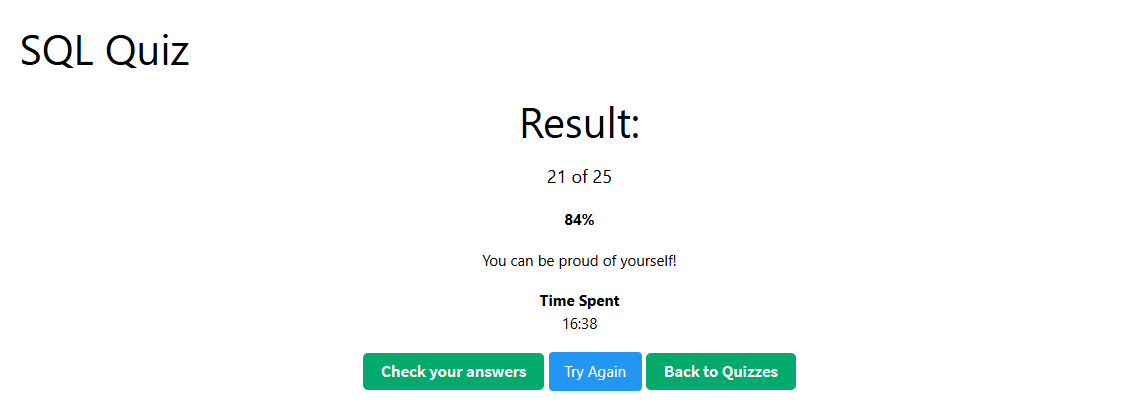 SQL Quiz
Result:
21 of 25
84%
You can be proud of yourself!
Time Spent
16:38
Check your answers Try Again Back to Quizzes